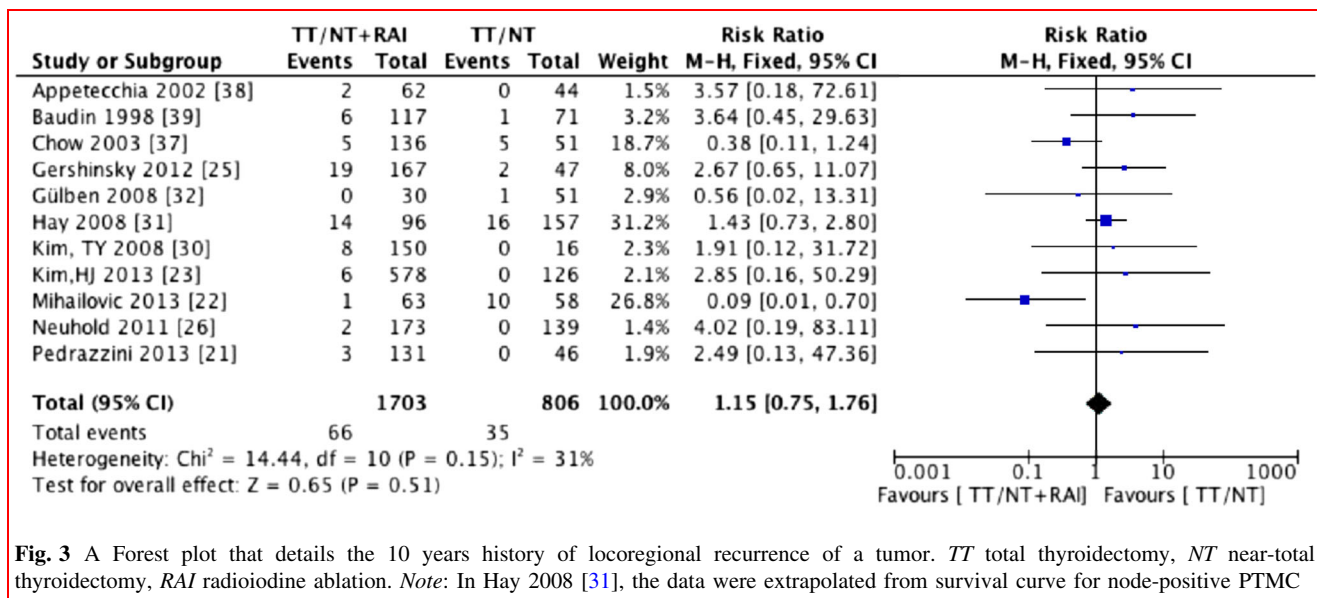 TT/NT+RAI TT/NT Risk Ratio Risk Ratio
Study or Subgroup Events Total Events Total Weight M-H, Fixed, 95% CI M-H, Fixed, 95% CI
Appetecchia 2002 [38] 2 62 0 44 1.5% 3.57 [0.18, 72.61]
Baudin 1998 [39] 6 117 1 71 3.2% 3.64 [0.45, 29.63]
Chow 2003 [37] 5 136 5 51 18.7% 0.38 [0.11, 1.24]
Gershinsky 2012 [25] 19 167 2 47 8.0% 2.67 [0.65, 11.07]
Gülben 2008 [32] 0 30 1 51 2.9% 0.56 [0.02, 13.31]
Hay 2008 [31] 14 96 16 157 31.2% 1.43 [0.73, 2.80]
Kim, TY 2008 [30] 8 150 0 16 2.3% 1.91 [0.12, 31.72]
Kim,HJ 2013 [23] 6 578 0 126 2.1% 2.85 [0.16, 50.29]
Mihailovic 2013 [22] 1 63 10 58 26.8% 0.09 [0.01, 0.70]
Neuhold 2011 [26] 2 173 0 139 1.4% 4.02 [0.19, 83.11]
Pedrazzini 2013 [21] 3 131 0 46 1.9% 2.49 [0.13, 47.36]
Total (95% CI) 1703 806 100.0% 1.15 [0.75, 1.76]
Total events 66 35
Heterogeneity: Chi² = 14.44, df = 10 (P = 0.15); I² = 31%
Test for overall effect: Z = 0.65 (P = 0.51)
0.001 0.1 1 10 1000
Favours [ TT/NT+RAI] Favours [ TT/NT]
Fig. 3 A Forest plot that details the 10 years history of locoregional recurrence of a tumor. TT total thyroidectomy, NT near-total
thyroidectomy, RAI radioiodine ablation. Note: In Hay 2008 [31], the data were extrapolated from survival curve for node-positive PTMC